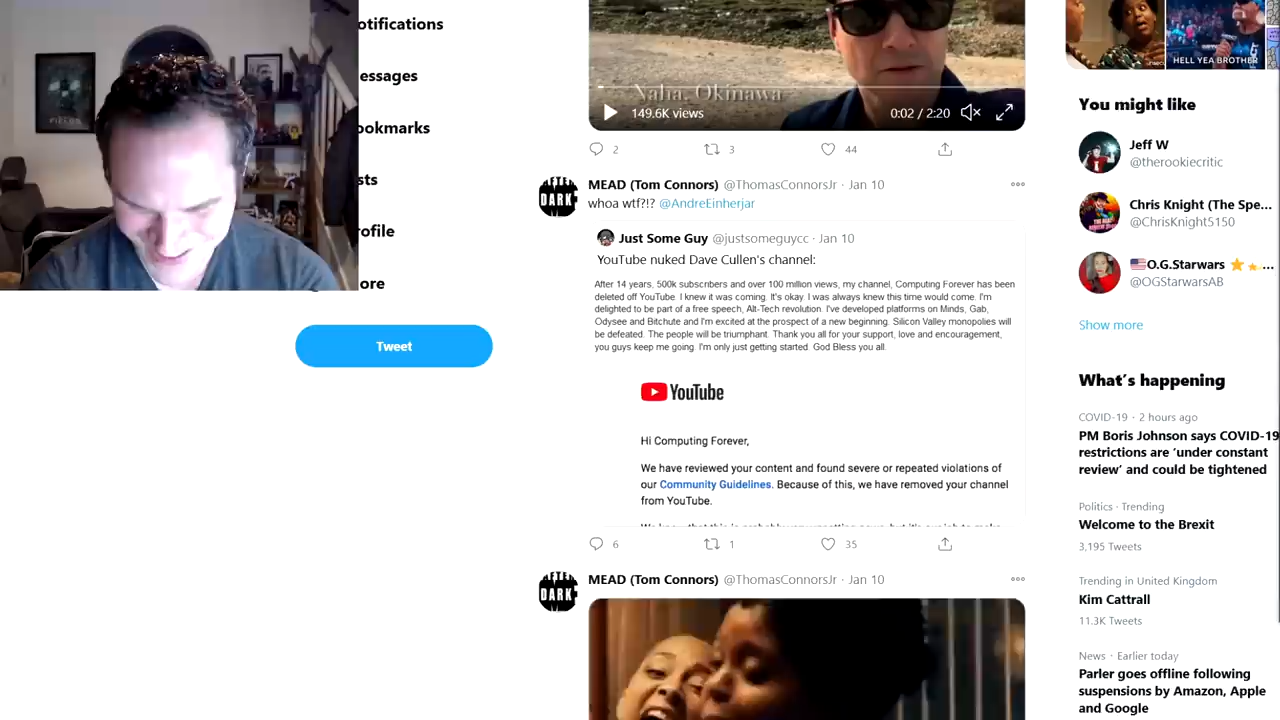 otifications
essages
ookmarks
sts
rofile
ore
Tweet
Naha, Okinawa
149.6K views
0:02 / 2:20
2
3
44
MEAD (Tom Connors) @ThomasConnorsJr · Jan 10
whoa wtf?!? @AndreEinherjar
Just Some Guy @justsomeguycc · Jan 10
YouTube nuked Dave Cullen's channel:
After 14 years, 500k subscribers and over 100 million views, my channel, Computing Forever has been
deleted off YouTube. I knew it was coming. It's okay. I was always knew this time would come. I'm
delighted to be part of a free speech, Alt-Tech revolution. I've developed platforms on Minds, Gab,
Odysee and Bitchute and I'm excited at the prospect of a new beginning. Silicon Valley monopolies will
be defeated. The people will be triumphant. Thank you all for your support, love and encouragement,
you guys keep me going. I'm only just getting started. God Bless you all.
YouTube
Hi Computing Forever,
We have reviewed your content and found severe or repeated violations of
our Community Guidelines. Because of this, we have removed your channel
from YouTube.
6
1
35
AFTER
DARK
MEAD (Tom Connors) @ThomasConnorsJr · Jan 10
HELL YEA BROTHER
You might like
Jeff W
@therookiecritic
Chris Knight (The Spe...
@ChrisKnight5150
O.G.Starwars ...
@OGStarwarsAB
Show more
What's happening
COVID-19 · 2 hours ago
PM Boris Johnson says COVID-19
restrictions are 'under constant
review' and could be tightened
Politics · Trending
Welcome to the Brexit
3,195 Tweets
Trending in United Kingdom
Kim Cattrall
11.3K Tweets
News · Earlier today
Parler goes offline following
suspensions by Amazon, Apple
and Google